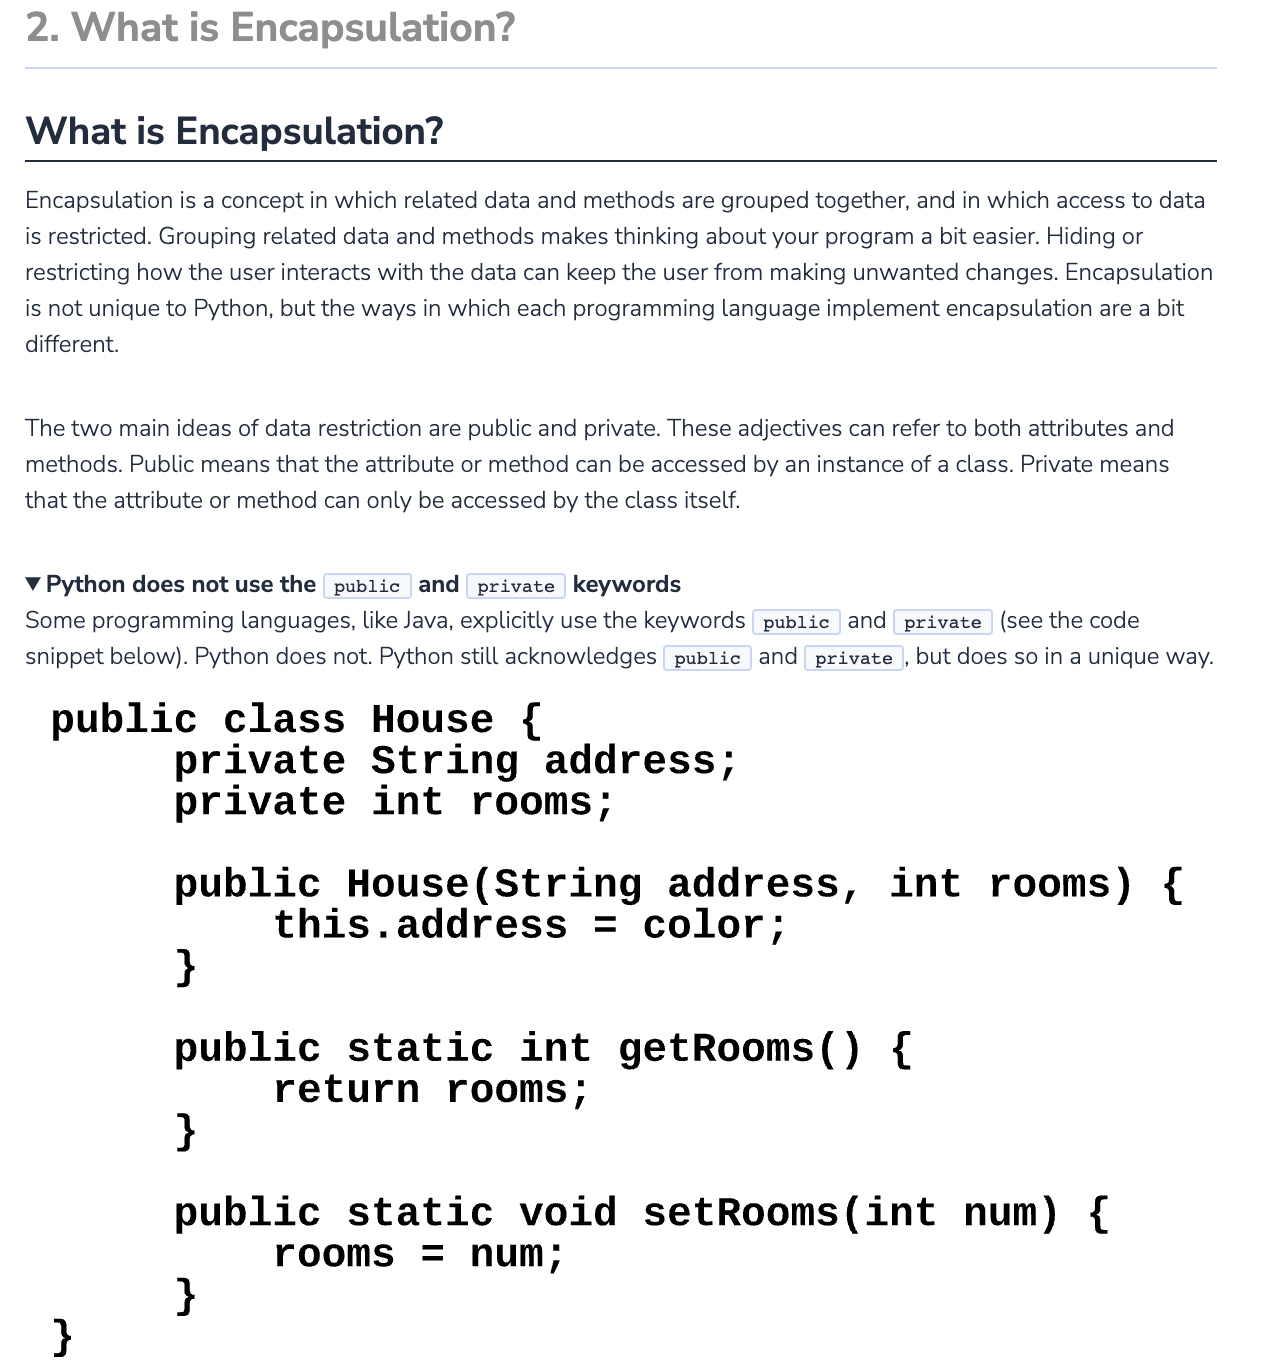 2. What is Encapsulation?
What is Encapsulation?
Encapsulation is a concept in which related data and methods are grouped together, and in which access to data
is restricted. Grouping related data and methods makes thinking about your program a bit easier. Hiding or
restricting how the user interacts with the data can keep the user from making unwanted changes. Encapsulation
is not unique to Python, but the ways in which each programming language implement encapsulation are a bit
different.
The two main ideas of data restriction are public and private. These adjectives can refer to both attributes and
methods. Public means that the attribute or method can be accessed by an instance of a class. Private means
that the attribute or method can only be accessed by the class itself.
▼ Python does not use the public and private keywords
Some programming languages, like Java, explicitly use the keywords public and private (see the code
snippet below). Python does not. Python still acknowledges public and private, but does so in a unique way.
public class House {
     private String address;
     private int rooms;
     public House(String address, int rooms) {
         this.address = color;
     }
     public static int getRooms() {
         return rooms;
     }
     public static void setRooms(int num) {
         rooms = num;
     }
}